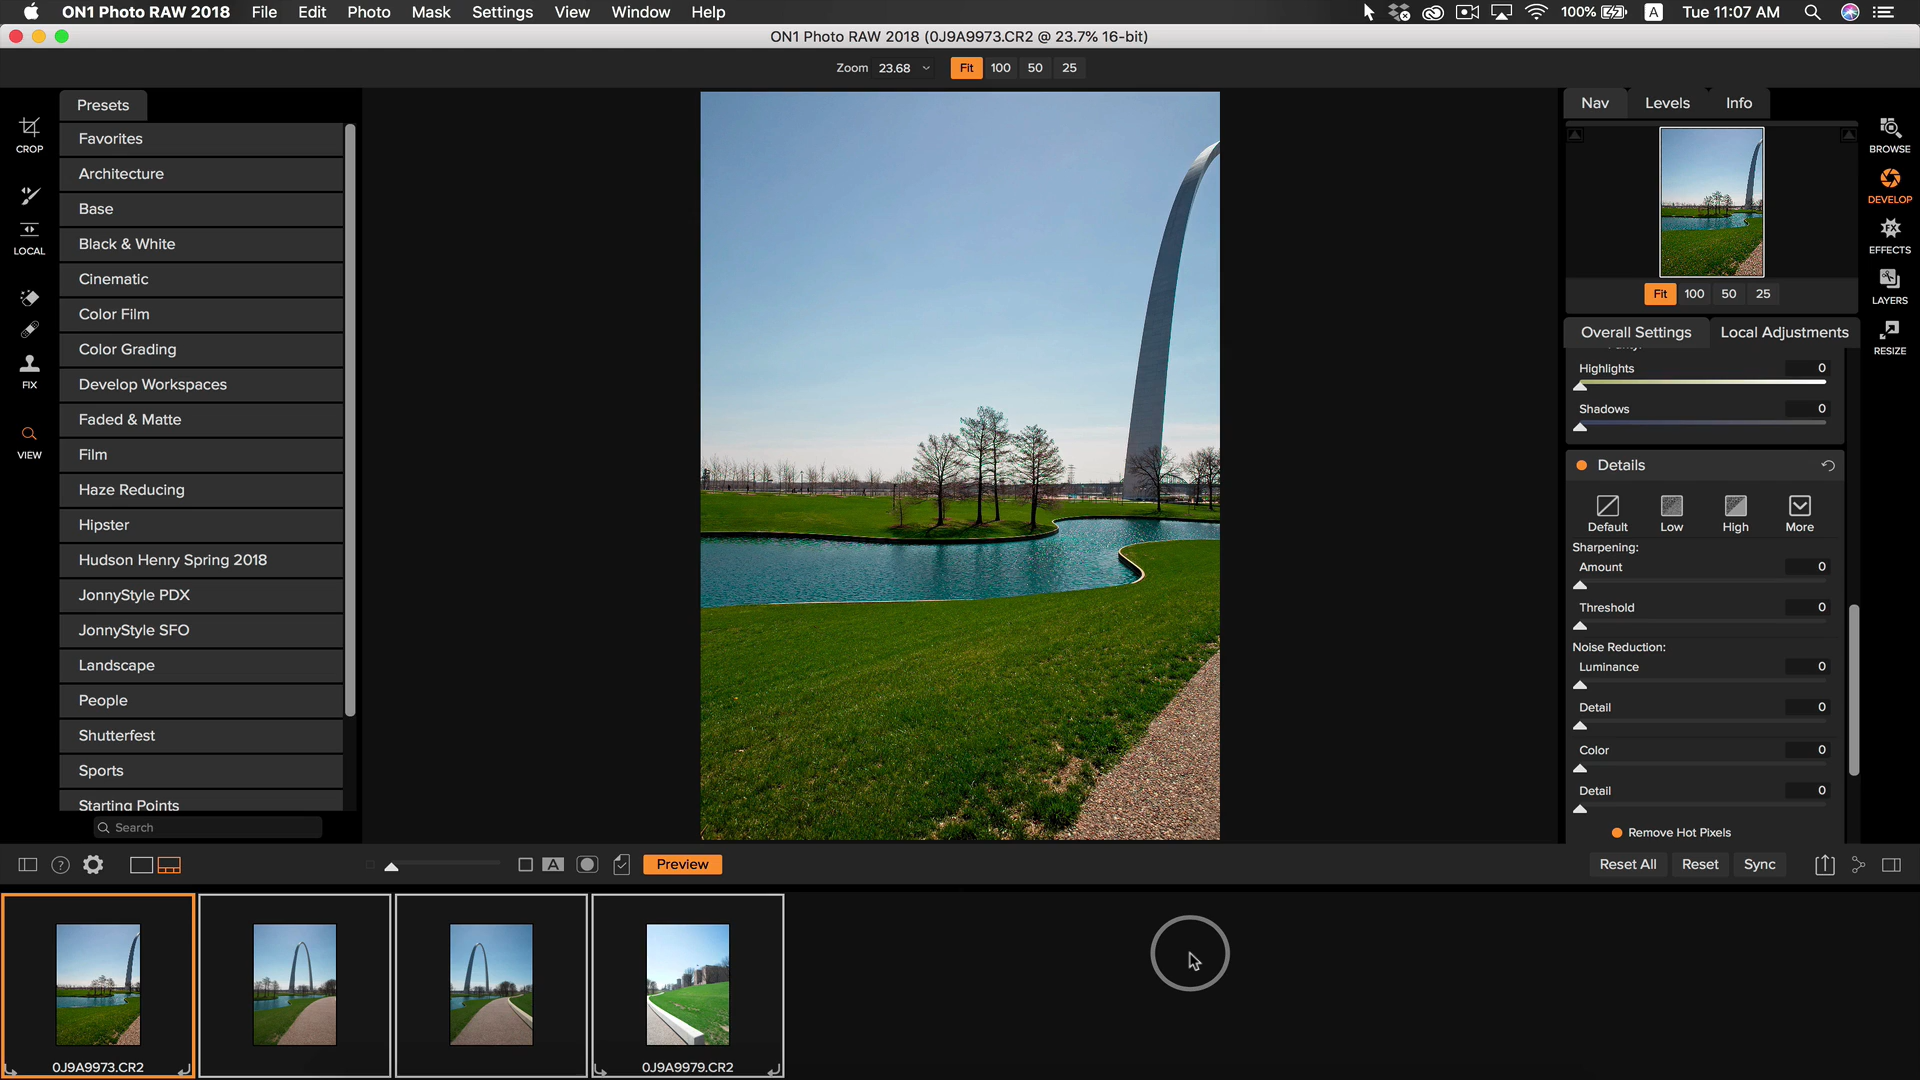 ON1 Photo RAW 2018 File Edit Photo Mask Settings View Window Help 100% A Tue 11:07 AM
ON1 Photo RAW 2018 (0J9A9973.CR2 @ 23.7% 16-bit)
Zoom 23.68 Fit 100 50 25
Presets
Favorites
Architecture
Base
Black & White
Cinematic
Color Film
Color Grading
Develop Workspaces
Faded & Matte
Film
Haze Reducing
Hipster
Hudson Henry Spring 2018
JonnyStyle PDX
JonnyStyle SFO
Landscape
People
Shutterfest
Sports
Starting Points
Search
CROP
LOCAL
FIX
VIEW
Nav Levels Info
Fit 100 50 25
BROWSE
DEVELOP
FX
EFFECTS
LAYERS
RESIZE
Overall Settings Local Adjustments
Highlights 0
Shadows 0
Details
Default Low High More
Sharpening:
Amount 0
Threshold 0
Noise Reduction:
Luminance 0
Detail 0
Color 0
Detail 0
Remove Hot Pixels
? A Preview Reset All Reset Sync
0J9A9973.CR2 0J9A9979.CR2